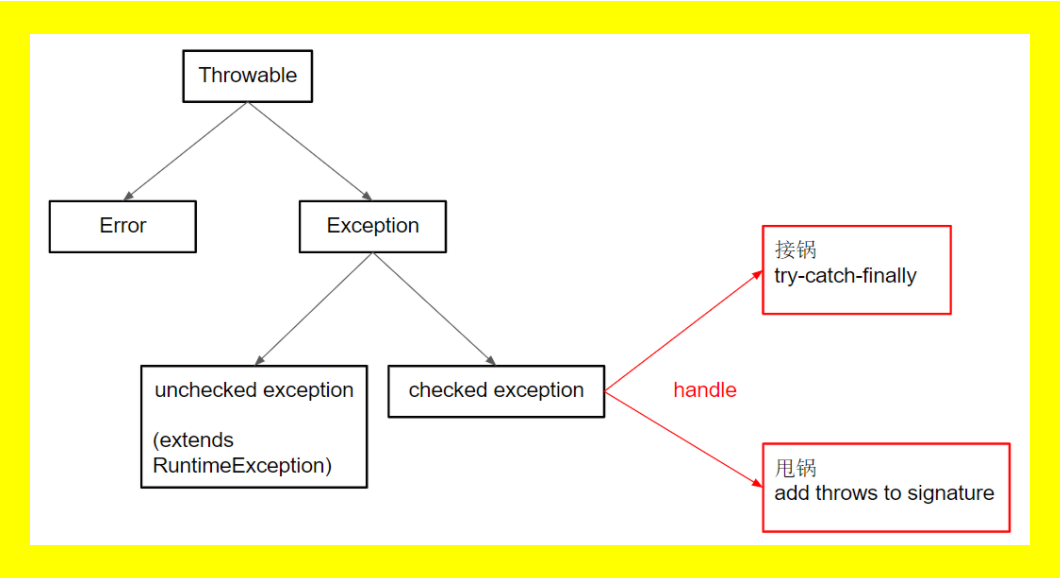 Throwable
Error
Exception
unchecked exception
(extends
RuntimeException)
checked exception
handle
接锅
try-catch-finally
甩锅
add throws to signature